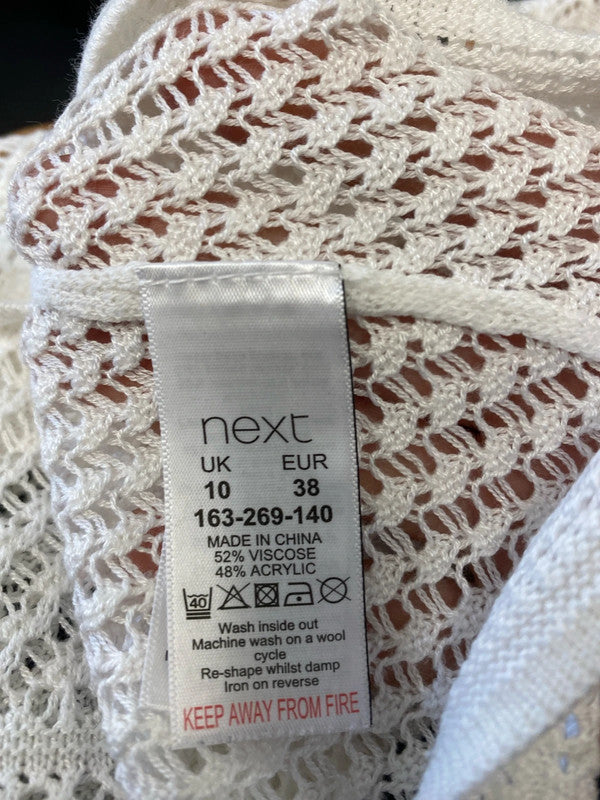 next
UK EUR
10 38
163-269-140
MADE IN CHINA
52% VISCOSE
48% ACRYLIC
40
Wash inside out
Machine wash on a wool
cycle
Re-shape whilst damp
Iron on reverse
KEEP AWAY FROM FIRE